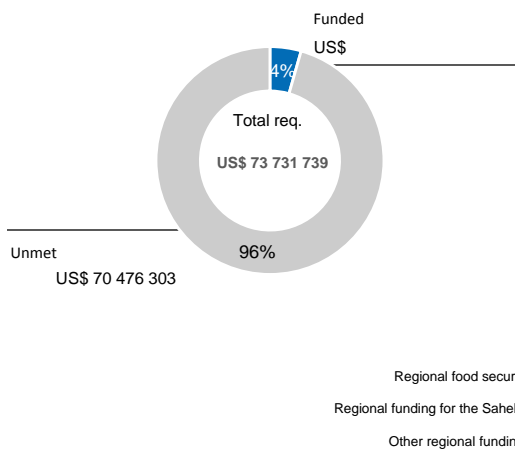 Funded
US$
4%
Total req.
US$ 73 731 739
96%
Unmet
US$ 70 476 303
Regional food secur
Regional funding for the Sahel
Other regional fundin